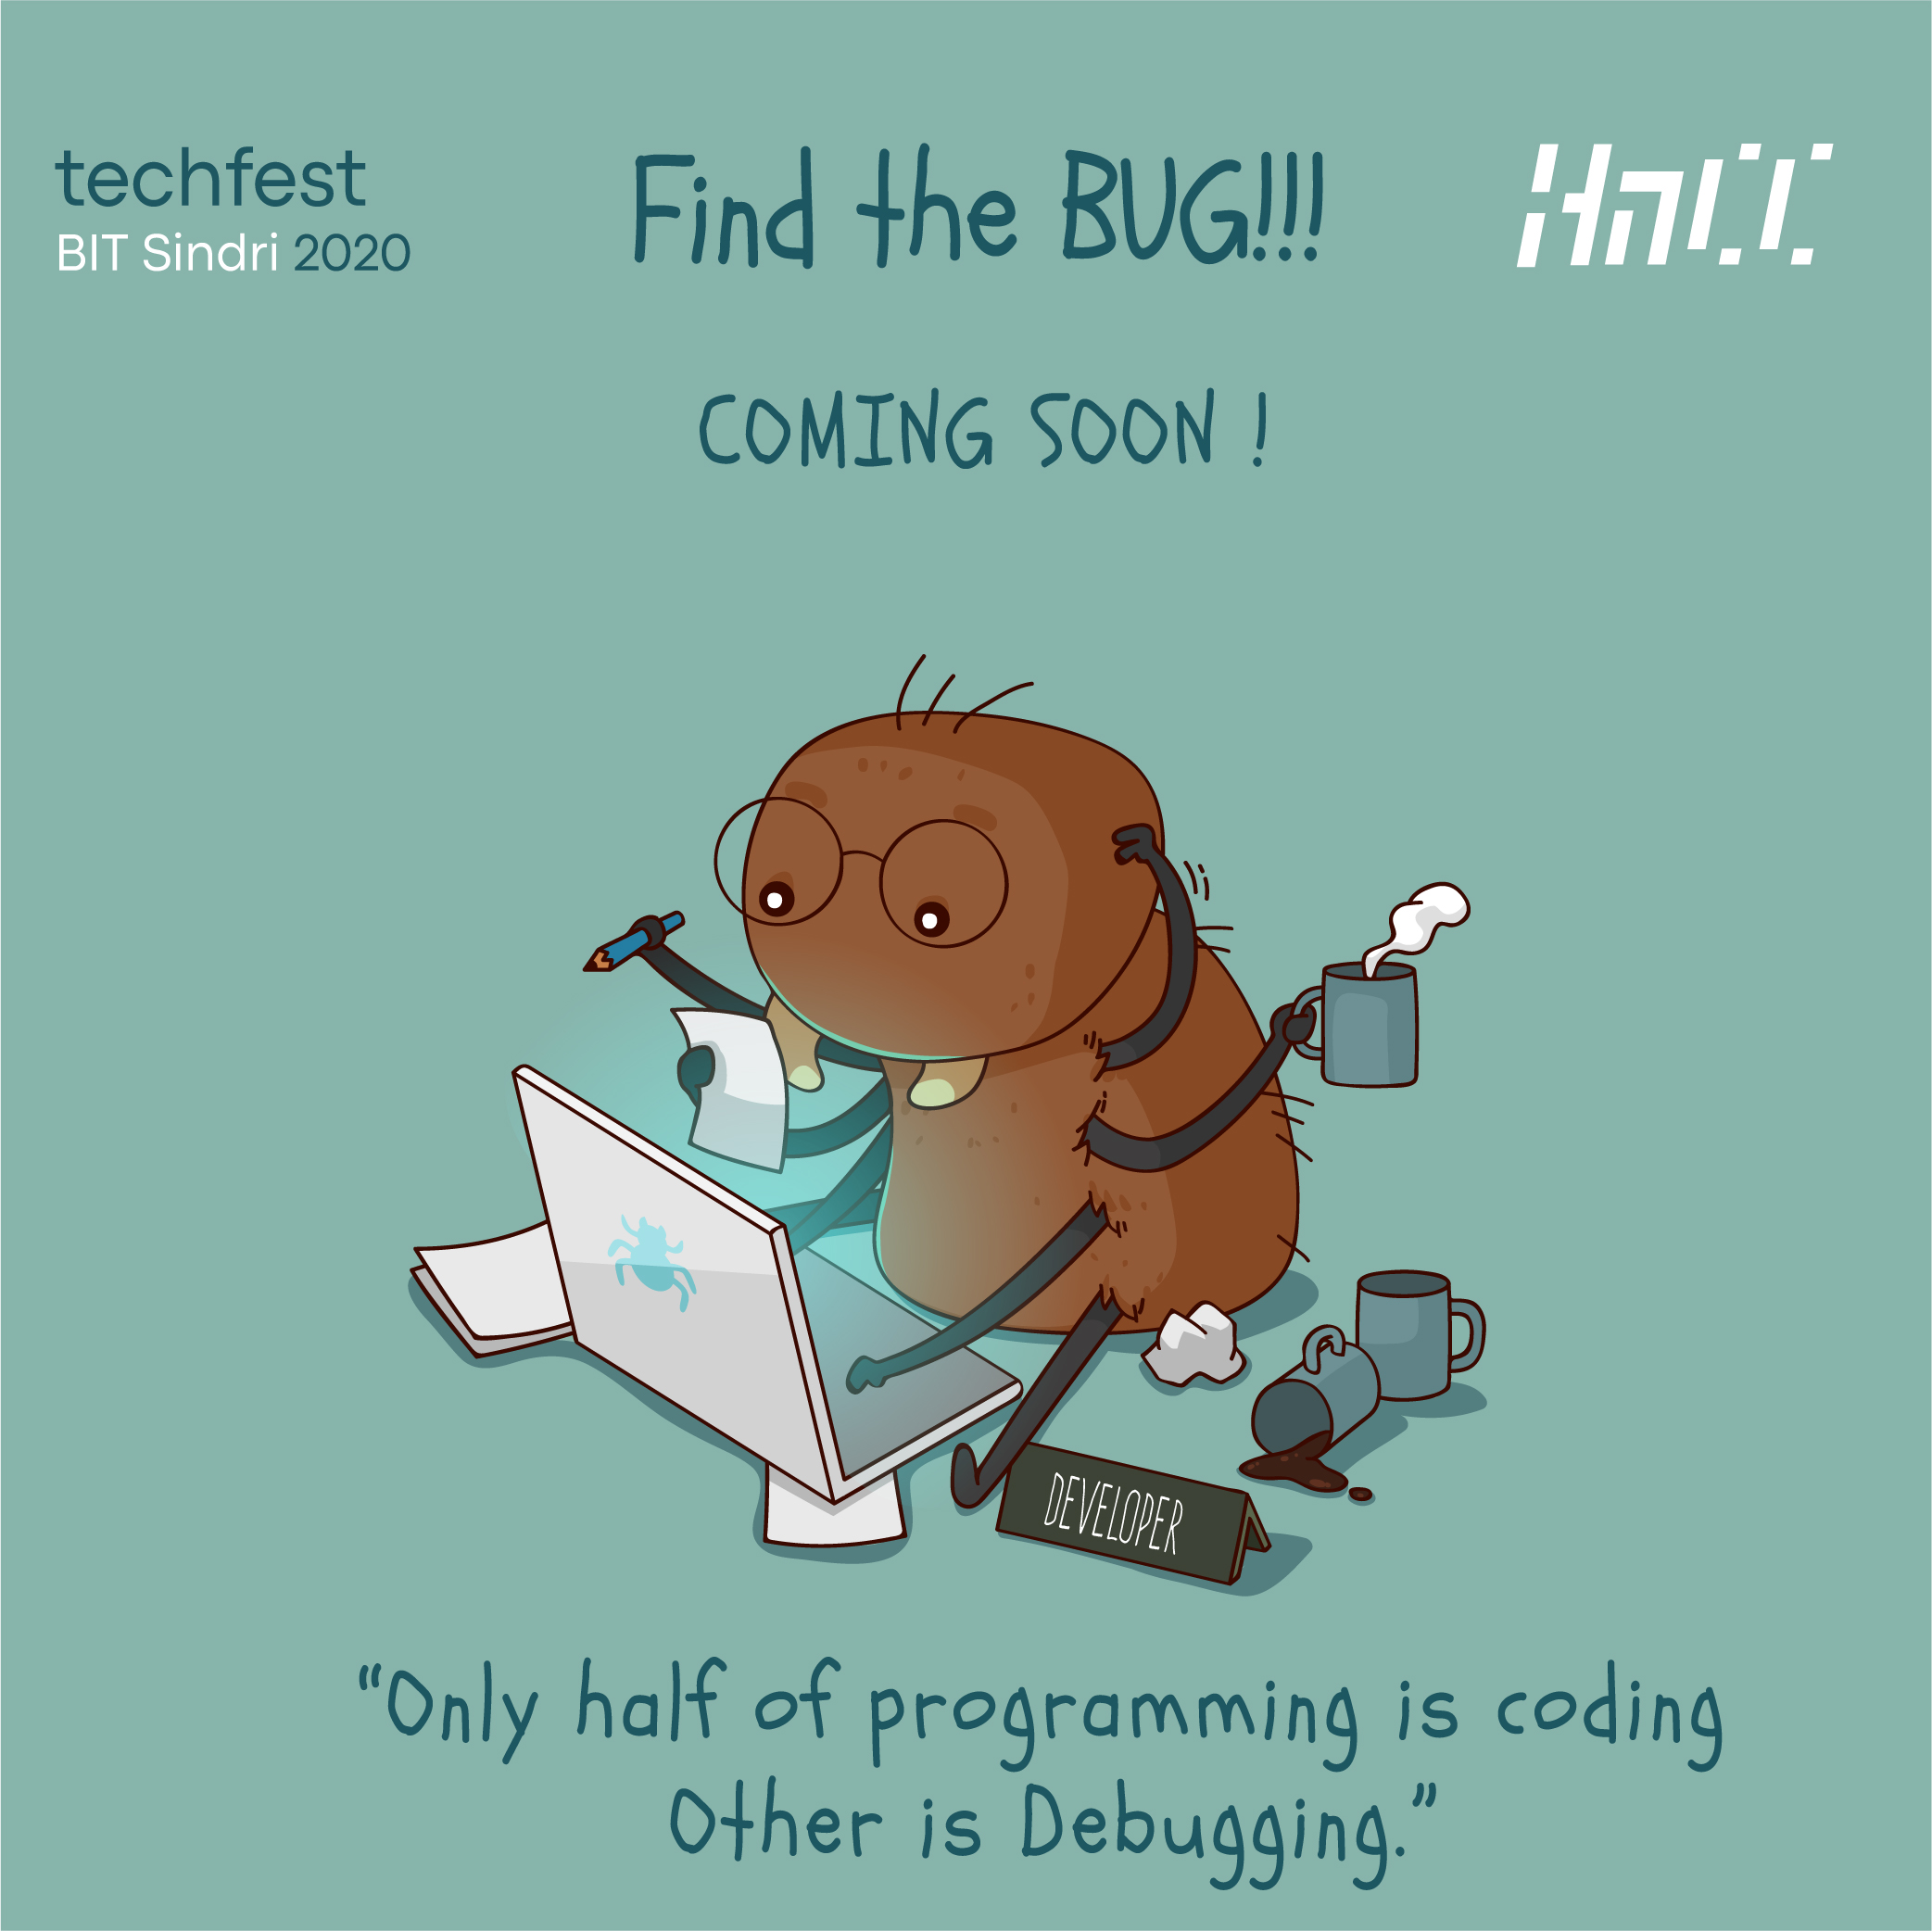 techfest
BIT Sindri 2020
Find the BUG!!!
COMING SOON !
DEVELOPER
“Only half of programming is coding
Other is Debugging.”